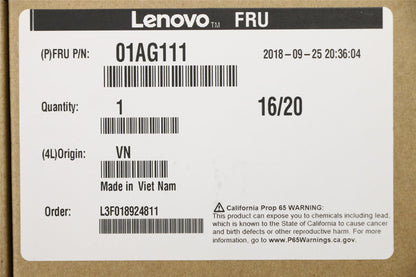 Lenovo™ FRU
(P)FRU P/N: 01AG111 2018-09-25 20:36:04
Quantity: 1 16/20
(4L)Origin: VN
Made in Viet Nam
Order: L3F018924811
California Prop 65 WARNING:
This product can expose you to chemicals including lead,
which is known to the State of California to cause cancer
and birth defects or other reproductive harm. For more
information, go to www.P65Warnings.ca.gov.